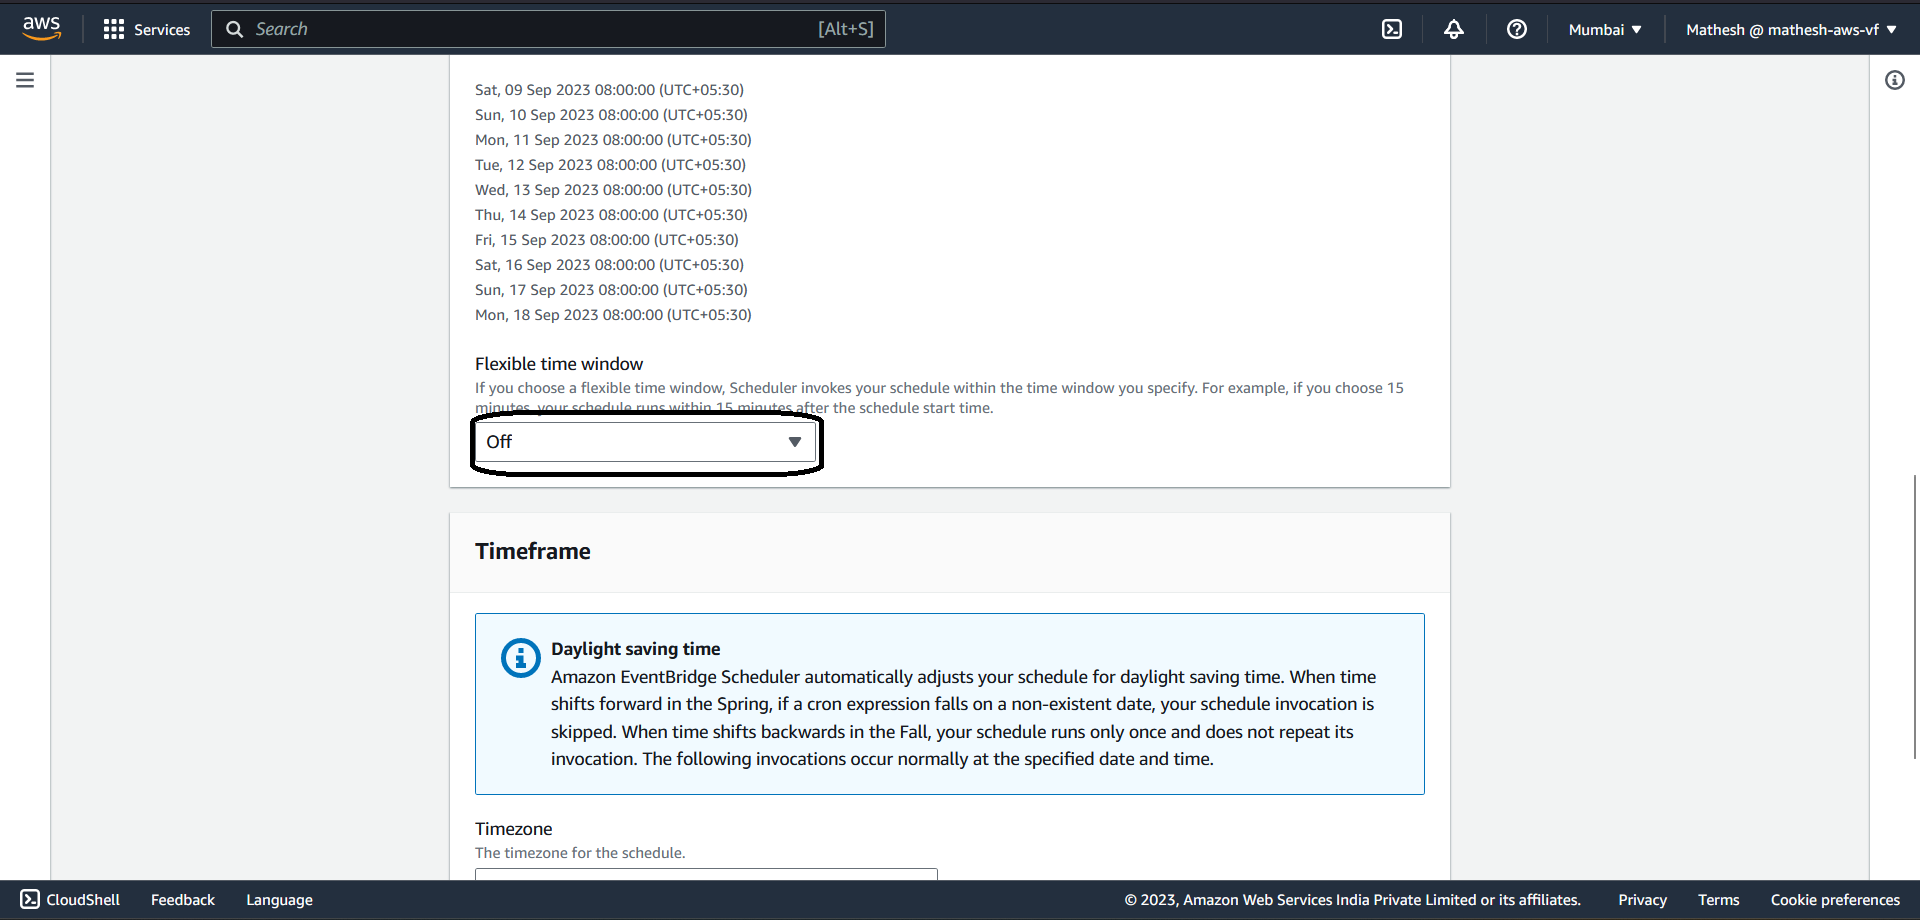 aws Services Search [Alt+S] Mumbai Mathesh @ mathesh-aws-vf
Sat, 09 Sep 2023 08:00:00 (UTC+05:30)
Sun, 10 Sep 2023 08:00:00 (UTC+05:30)
Mon, 11 Sep 2023 08:00:00 (UTC+05:30)
Tue, 12 Sep 2023 08:00:00 (UTC+05:30)
Wed, 13 Sep 2023 08:00:00 (UTC+05:30)
Thu, 14 Sep 2023 08:00:00 (UTC+05:30)
Fri, 15 Sep 2023 08:00:00 (UTC+05:30)
Sat, 16 Sep 2023 08:00:00 (UTC+05:30)
Sun, 17 Sep 2023 08:00:00 (UTC+05:30)
Mon, 18 Sep 2023 08:00:00 (UTC+05:30)
Flexible time window
If you choose a flexible time window, Scheduler invokes your schedule within the time window you specify. For example, if you choose 15
minutes, your schedule runs within 15 minutes after the schedule start time.
Off
Timeframe
Daylight saving time
Amazon EventBridge Scheduler automatically adjusts your schedule for daylight saving time. When time
shifts forward in the Spring, if a cron expression falls on a non-existent date, your schedule invocation is
skipped. When time shifts backwards in the Fall, your schedule runs only once and does not repeat its
invocation. The following invocations occur normally at the specified date and time.
Timezone
The timezone for the schedule.
CloudShell Feedback Language © 2023, Amazon Web Services India Private Limited or its affiliates. Privacy Terms Cookie preferences